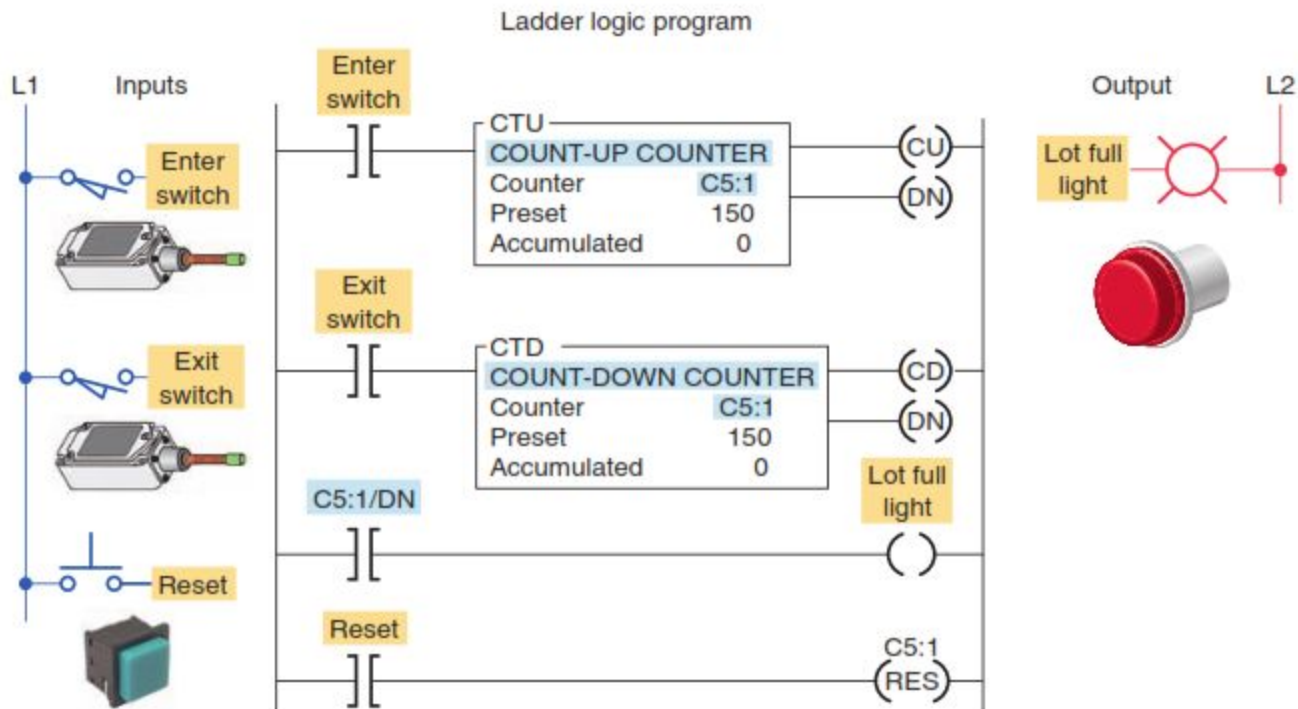 Ladder logic program
L1
Inputs
Enter
switch
Exit
switch
Reset
Enter
switch
CTU
COUNT-UP COUNTER
Counter C5:1
Preset 150
Accumulated 0
CU
DN
Exit
switch
CTD
COUNT-DOWN COUNTER
Counter C5:1
Preset 150
Accumulated 0
CD
DN
C5:1/DN
Lot full
light
Reset
C5:1
RES
Output
L2
Lot full
light